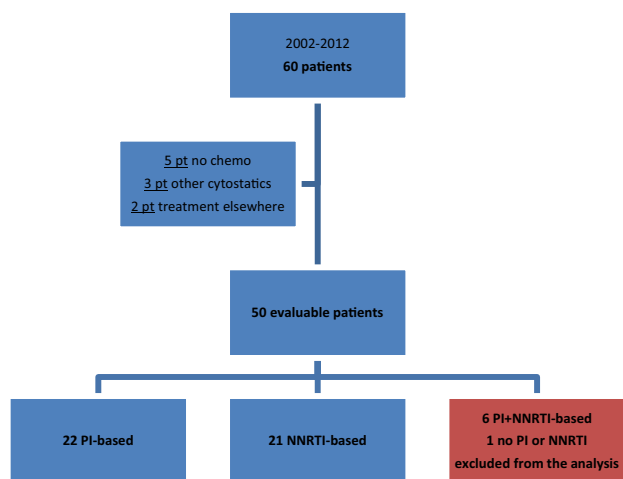 2002-2012
60 patients
5 pt no chemo
3 pt other cytostatics
2 pt treatment elsewhere
50 evaluable patients
22 PI-based
21 NNRTI-based
6 PI+NNRTI-based
1 no PI or NNRTI
excluded from the analysis